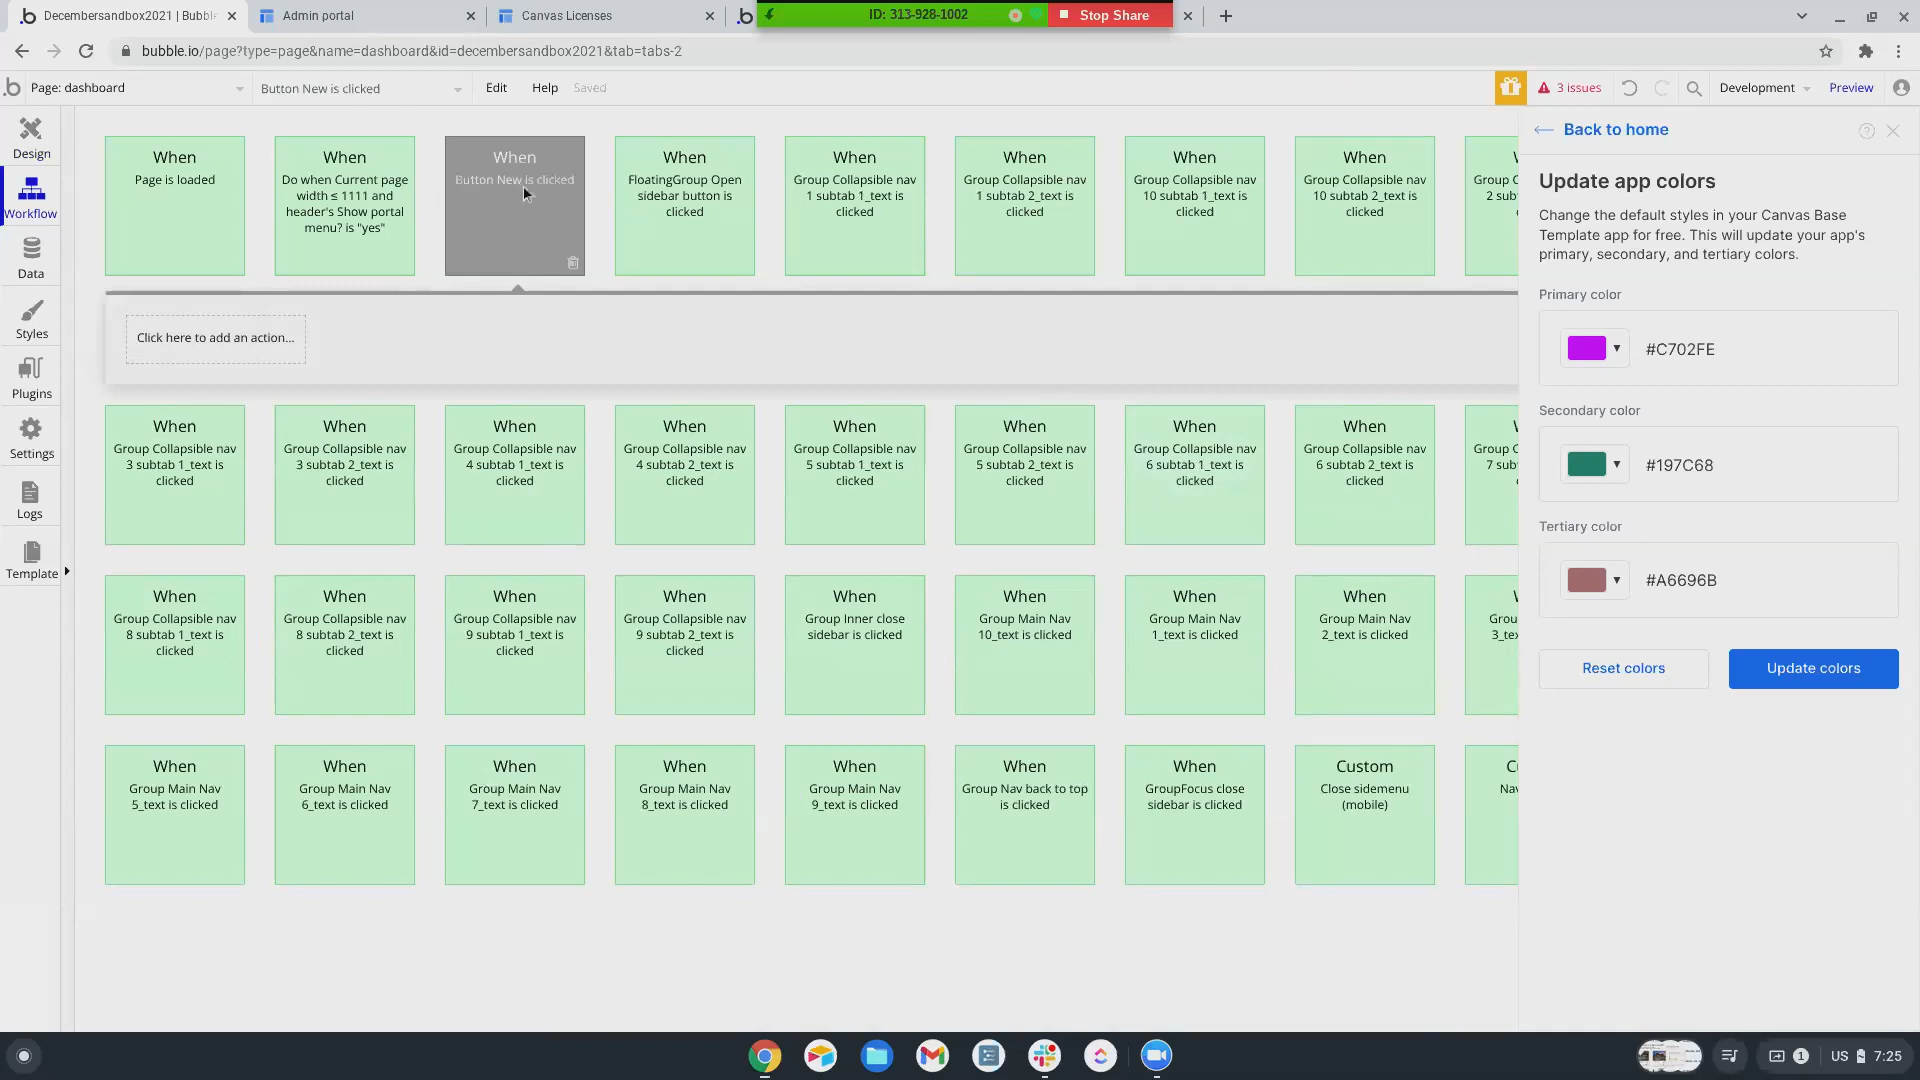 Decembersandbox2021 | Bubbl
Admin portal
Canvas Licenses
ID: 313-928-1002
Stop Share
bubble.io/page?type=page&name=dashboard&id=decembersandbox2021&tab=tabs-2
Page: dashboard
Button New is clicked
Edit
Help
Saved
3 issues
Development
Preview
Design
Workflow
Data
Styles
Plugins
Settings
Logs
Template
When
Page is loaded
When
Do when Current page
width ≤ 1111 and
header's Show portal
menu? is "yes"
When
Button New is clicked
When
FloatingGroup Open
sidebar button is
clicked
When
Group Collapsible nav
1 subtab 1_text is
clicked
When
Group Collapsible nav
1 subtab 2_text is
clicked
When
Group Collapsible nav
10 subtab 1_text is
clicked
When
Group Collapsible nav
10 subtab 2_text is
clicked
Group C
2 sub
Click here to add an action...
When
Group Collapsible nav
3 subtab 1_text is
clicked
When
Group Collapsible nav
3 subtab 2_text is
clicked
When
Group Collapsible nav
4 subtab 1_text is
clicked
When
Group Collapsible nav
4 subtab 2_text is
clicked
When
Group Collapsible nav
5 subtab 1_text is
clicked
When
Group Collapsible nav
5 subtab 2_text is
clicked
When
Group Collapsible nav
6 subtab 1_text is
clicked
When
Group Collapsible nav
6 subtab 2_text is
clicked
Group C
7 sub
When
Group Collapsible nav
8 subtab 1_text is
clicked
When
Group Collapsible nav
8 subtab 2_text is
clicked
When
Group Collapsible nav
9 subtab 1_text is
clicked
When
Group Collapsible nav
9 subtab 2_text is
clicked
When
Group Inner close
sidebar is clicked
When
Group Main Nav
10_text is clicked
When
Group Main Nav
1_text is clicked
When
Group Main Nav
2_text is clicked
Grou
3_te
When
Group Main Nav
5_text is clicked
When
Group Main Nav
6_text is clicked
When
Group Main Nav
7_text is clicked
When
Group Main Nav
8_text is clicked
When
Group Main Nav
9_text is clicked
When
Group Nav back to top
is clicked
When
GroupFocus close
sidebar is clicked
Custom
Close sidemenu
(mobile)
Nav
Back to home
Update app colors
Change the default styles in your Canvas Base
Template app for free. This will update your app's
primary, secondary, and tertiary colors.
Primary color
#C702FE
Secondary color
#197C68
Tertiary color
#A6696B
Reset colors
Update colors
1
US
7:25